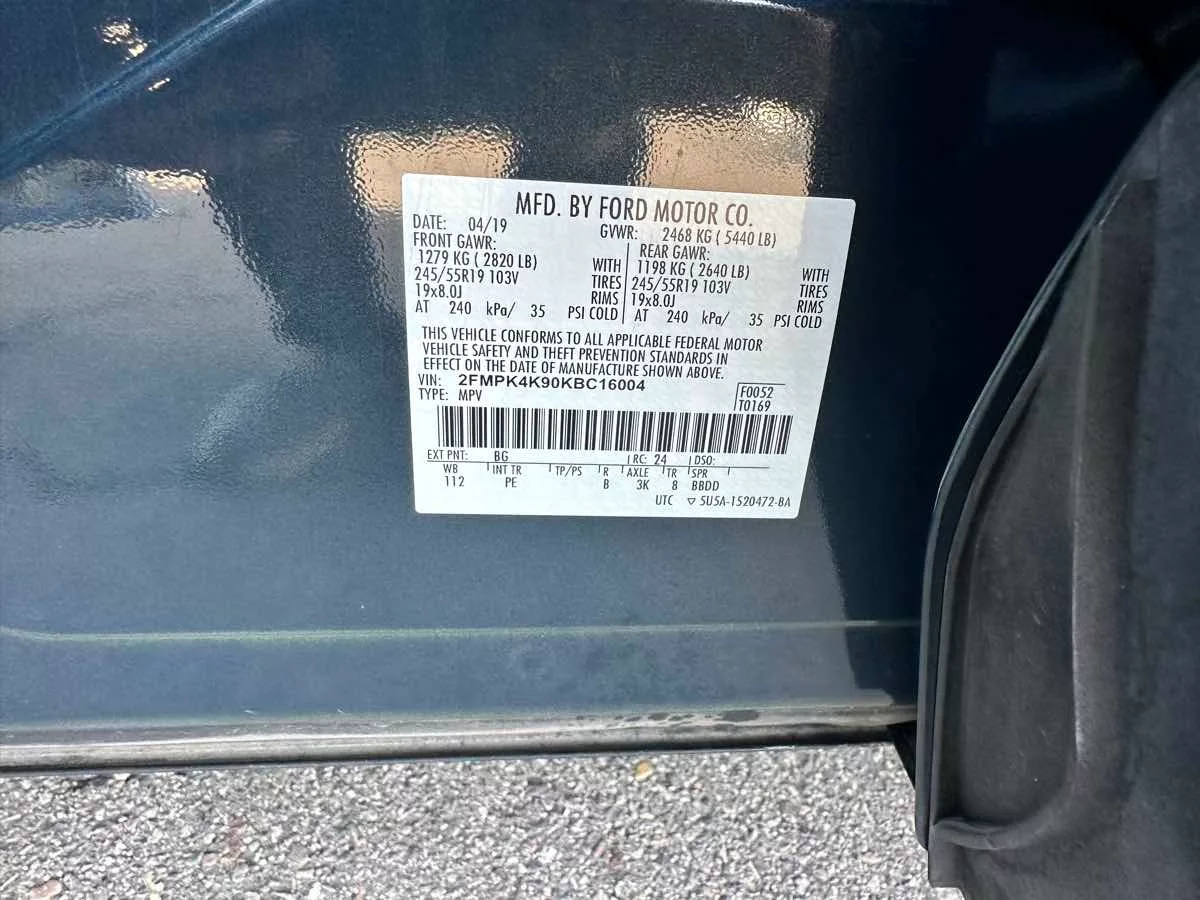 MFD. BY FORD MOTOR CO.
DATE: 04/19 GVWR: 2468 KG ( 5440 LB)
FRONT GAWR: REAR GAWR:
1279 KG ( 2820 LB) WITH 1198 KG ( 2640 LB) WITH
245/55R19 103V TIRES 245/55R19 103V TIRES
19x8.0J RIMS 19x8.0J RIMS
AT 240 kPa/ 35 PSI COLD AT 240 kPa/ 35 PSI COLD
THIS VEHICLE CONFORMS TO ALL APPLICABLE FEDERAL MOTOR
VEHICLE SAFETY AND THEFT PREVENTION STANDARDS IN
EFFECT ON THE DATE OF MANUFACTURE SHOWN ABOVE.
VIN: 2FMPK4K90KBC16004 F0052
TYPE: MPV T0169
EXT PNT: BG RC: 24 DSO:
WB INT TR TP/PS R AXLE TR SPR
112 PE B 3K 8 BBDD
UTC ▽ 5U5A-1520472-BA